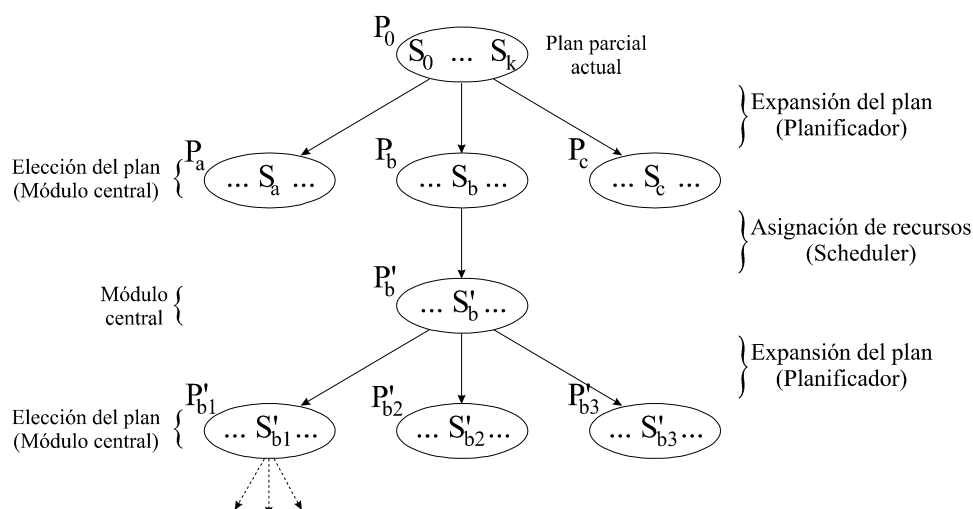 P0
S0 ... Sk
Plan parcial
actual
Expansión del plan
(Planificador)
Elección del plan
(Módulo central)
Pa
... Sa ...
Pb
... Sb ...
Pc
... Sc ...
Asignación de recursos
(Scheduler)
Módulo
central
P'b
... S'b ...
Expansión del plan
(Planificador)
Elección del plan
(Módulo central)
P'b1
... S'b1 ...
P'b2
... S'b2 ...
P'b3
... S'b3 ...